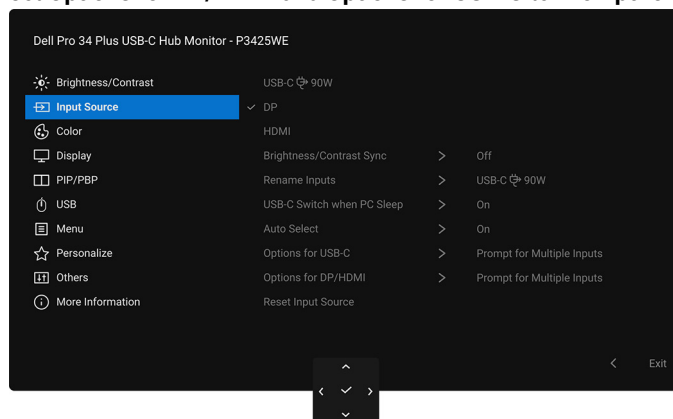 Dell Pro 34 Plus USB-C Hub Monitor - P3425WE
Brightness/Contrast USB-C 90W
Input Source DP
Color HDMI
Display Brightness/Contrast Sync Off
PIP/PBP Rename Inputs USB-C 90W
USB USB-C Switch when PC Sleep On
Menu Auto Select On
Personalize Options for USB-C Prompt for Multiple Inputs
Others Options for DP/HDMI Prompt for Multiple Inputs
More Information Reset Input Source
Exit